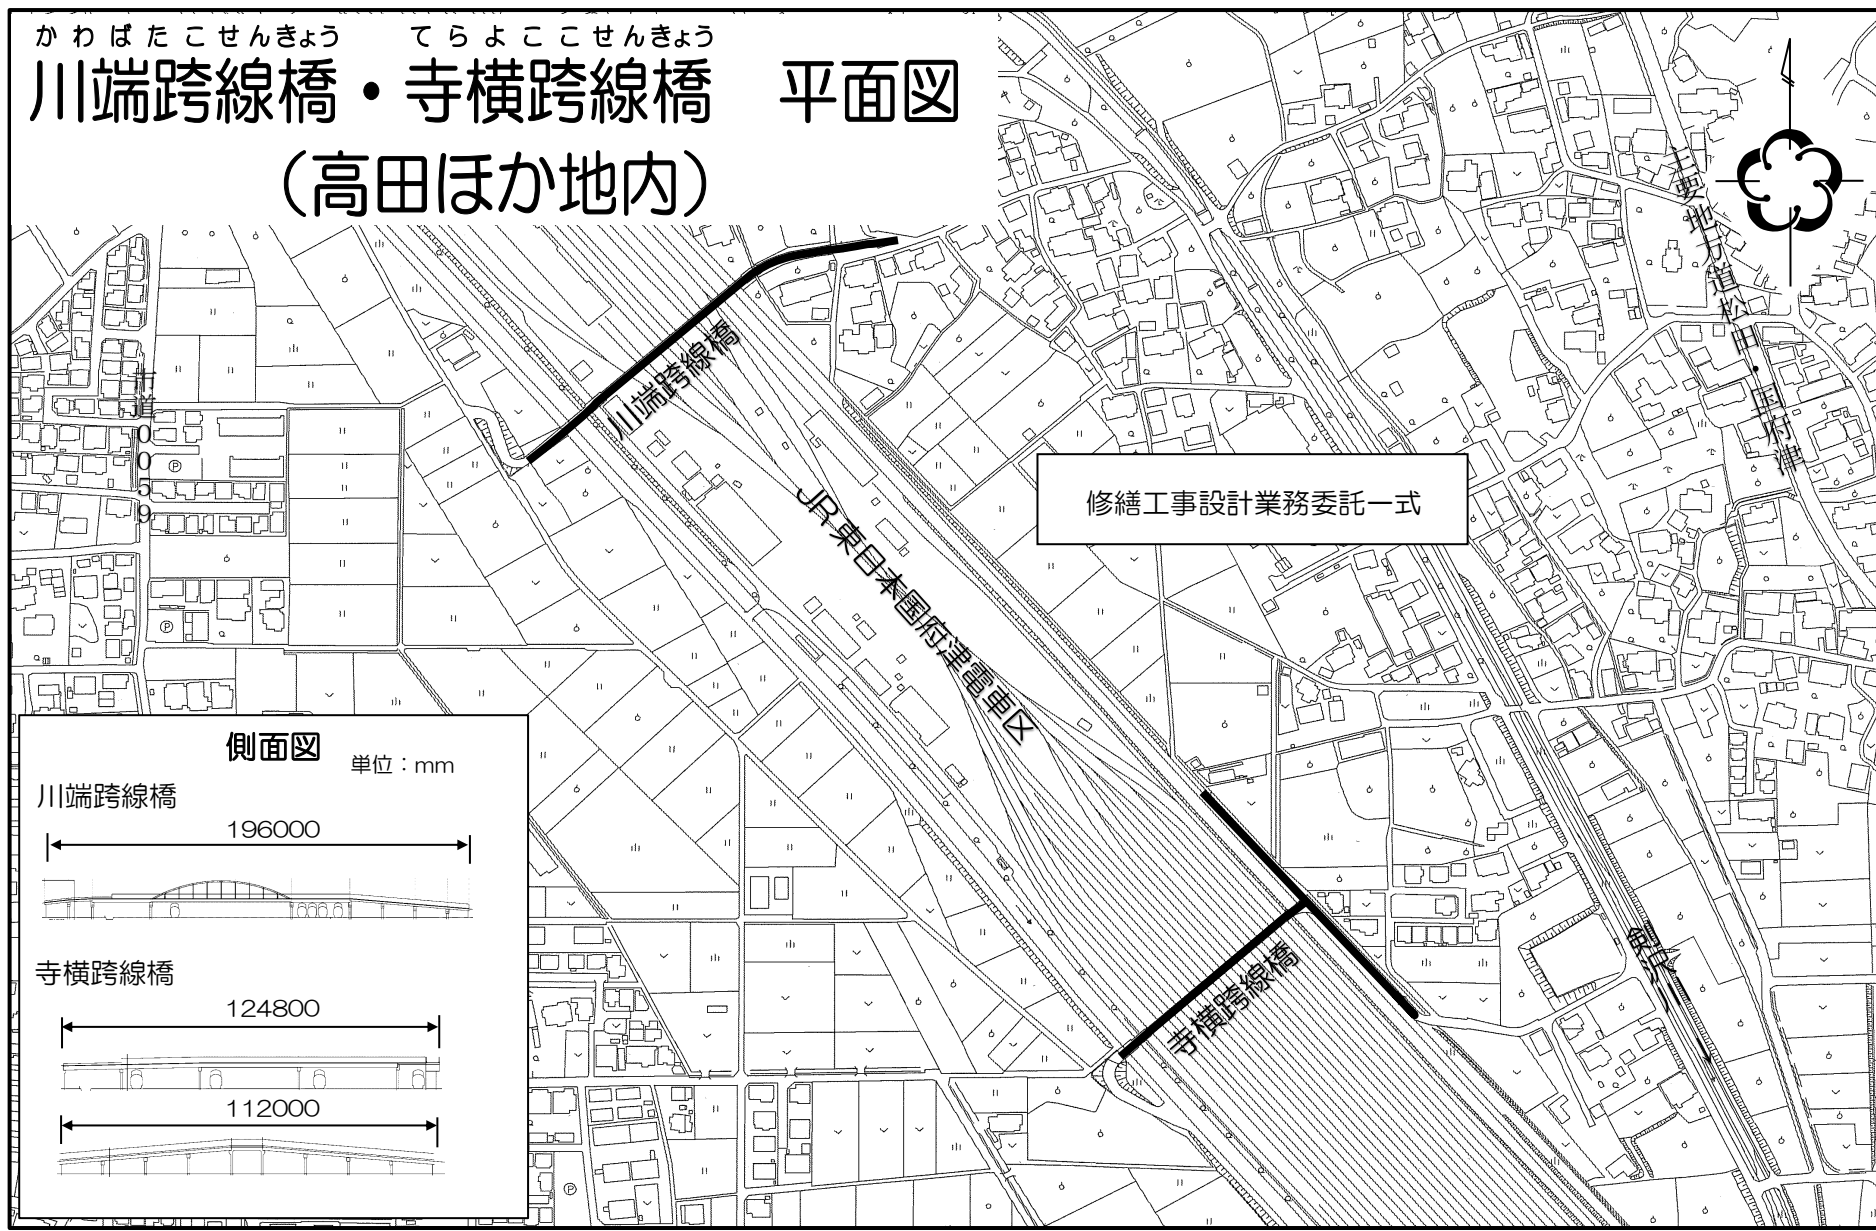 かわばたこせんきょう　てらよここせんきょう
川端跨線橋・寺横跨線橋　平面図
（高田ほか地内）
主要地方道松田・国府津
市道0059
川端跨線橋
JR東日本国府津電車区
修繕工事設計業務委託一式
寺横跨線橋
P
P
P
側面図
単位：mm
川端跨線橋
196000
寺横跨線橋
124800
112000